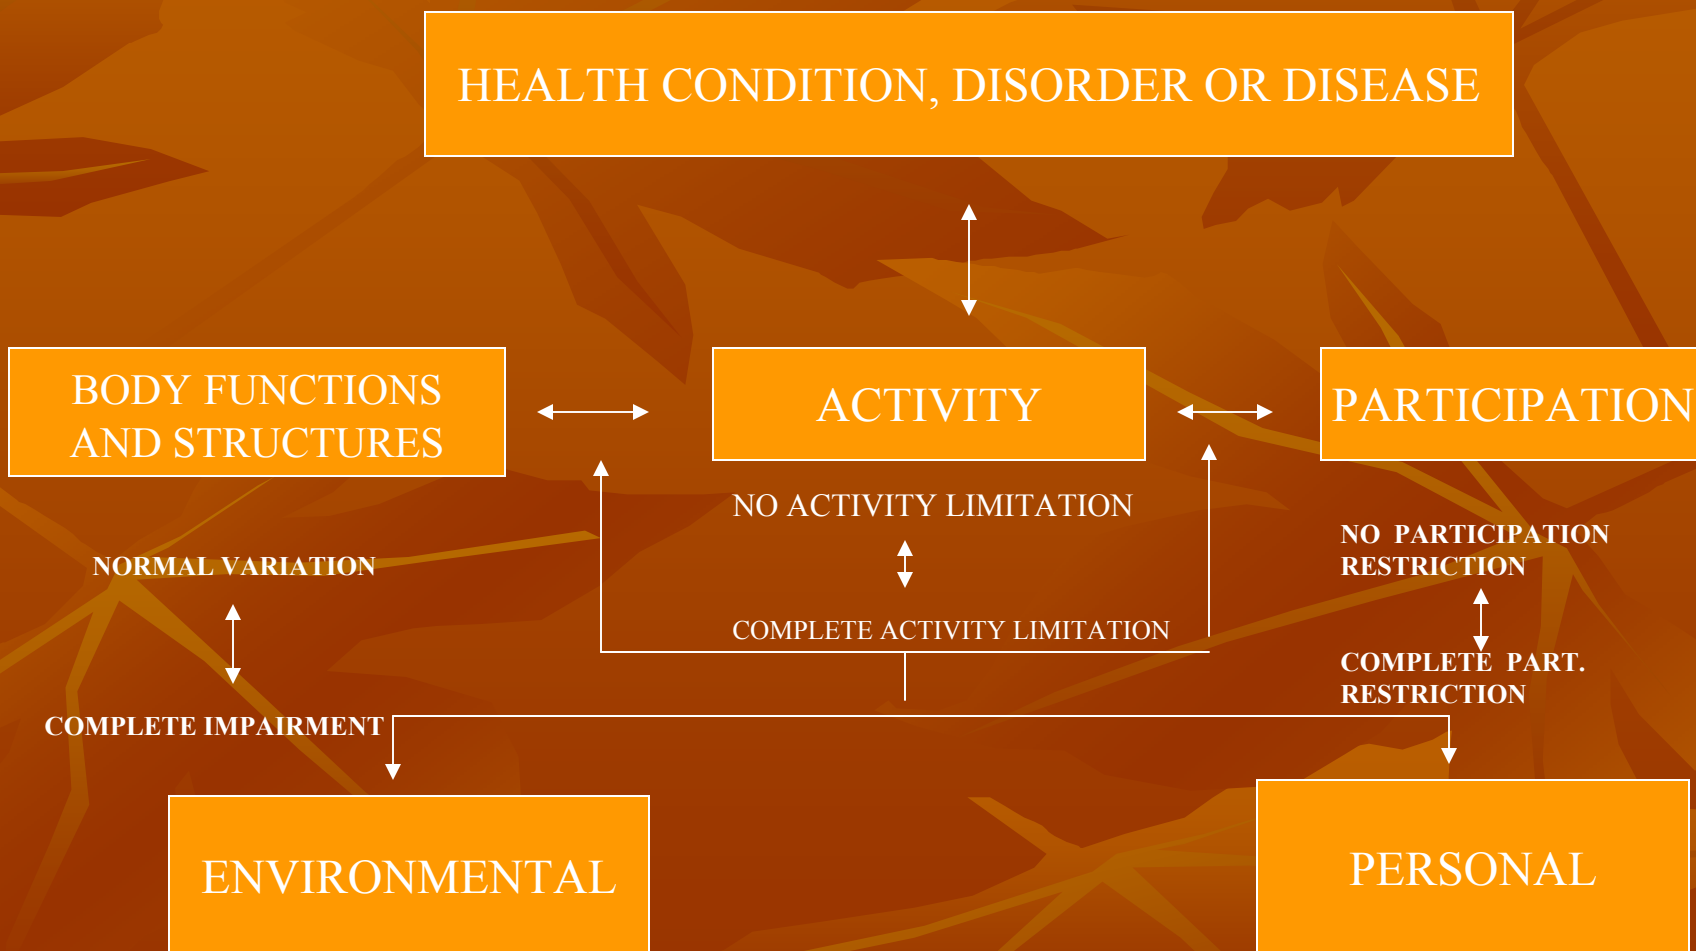 HEALTH CONDITION, DISORDER OR DISEASE
BODY FUNCTIONS
AND STRUCTURES
ACTIVITY
PARTICIPATION
NO ACTIVITY LIMITATION
COMPLETE ACTIVITY LIMITATION
NORMAL VARIATION
COMPLETE IMPAIRMENT
NO PARTICIPATION
RESTRICTION
COMPLETE PART.
RESTRICTION
ENVIRONMENTAL
PERSONAL